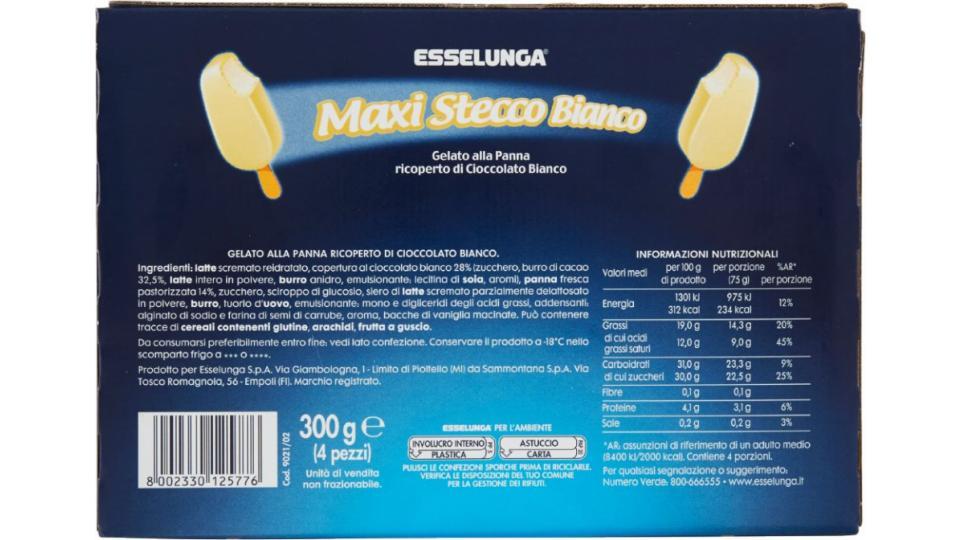 ESSELUNGA®
Maxi Stecco Bianco
Gelato alla Panna
ricoperto di Cioccolato Bianco
GELATO ALLA PANNA RICOPERTO DI CIOCCOLATO BIANCO.
Ingredienti: latte scremato reidratato, copertura al cioccolato bianco 28% (zucchero, burro di cacao
32,5%, latte intero in polvere, burro anidro, emulsionante: lecitina di soia, aromi), panna fresca
pastorizzata 14%, zucchero, sciroppo di glucosio, siero di latte scremato parzialmente delattosato
in polvere, burro, tuorlo d'uovo, emulsionante: mono e digliceridi degli acidi grassi, addensanti:
alginato di sodio e farina di semi di carrube, aroma, bacche di vaniglia macinate. Può contenere
tracce di cereali contenenti glutine, arachidi, frutta a guscio.
Da consumarsi preferibilmente entro fine: vedi lato confezione. Conservare il prodotto a -18°C nello
scomparto frigo a *** o ****.
Prodotto per Esselunga S.p.A. Via Giambologna, 1 - Limito di Pioltello (MI) da Sammontana S.p.A. Via
Tosco Romagnola, 56 - Empoli (FI). Marchio registrato.
INFORMAZIONI NUTRIZIONALI
Valori medi per 100 g di prodotto per porzione (75 g) %AR* per porzione
Energia 1301 kJ 312 kcal 975 kJ 234 kcal 12%
Grassi 19,0 g 14,3 g 20%
di cui acidi grassi saturi 12,0 g 9,0 g 45%
Carboidrati 31,0 g 23,3 g 9%
di cui zuccheri 30,0 g 22,5 g 25%
Fibre 0,1 g 0,1 g
Proteine 4,1 g 3,1 g 6%
Sale 0,2 g 0,2 g 3%
*AR: assunzioni di riferimento di un adulto medio
(8400 kJ/2000 kcal). Contiene 4 porzioni.
Per qualsiasi segnalazione o suggerimento:
Numero Verde: 800-666555 • www.esselunga.it
8 002330 125776
Cod. 9021/02
300 g e
(4 pezzi)
Unità di vendita
non frazionabile.
ESSELUNGA PER L'AMBIENTE
INVOLUCRO INTERNO
PLASTICA
ASTUCCIO
CARTA
PULISCI LE CONFEZIONI SPORCHE PRIMA DI RICICLARLE.
VERIFICA LE DISPOSIZIONI DEL TUO COMUNE
PER LA GESTIONE DEI RIFIUTI.